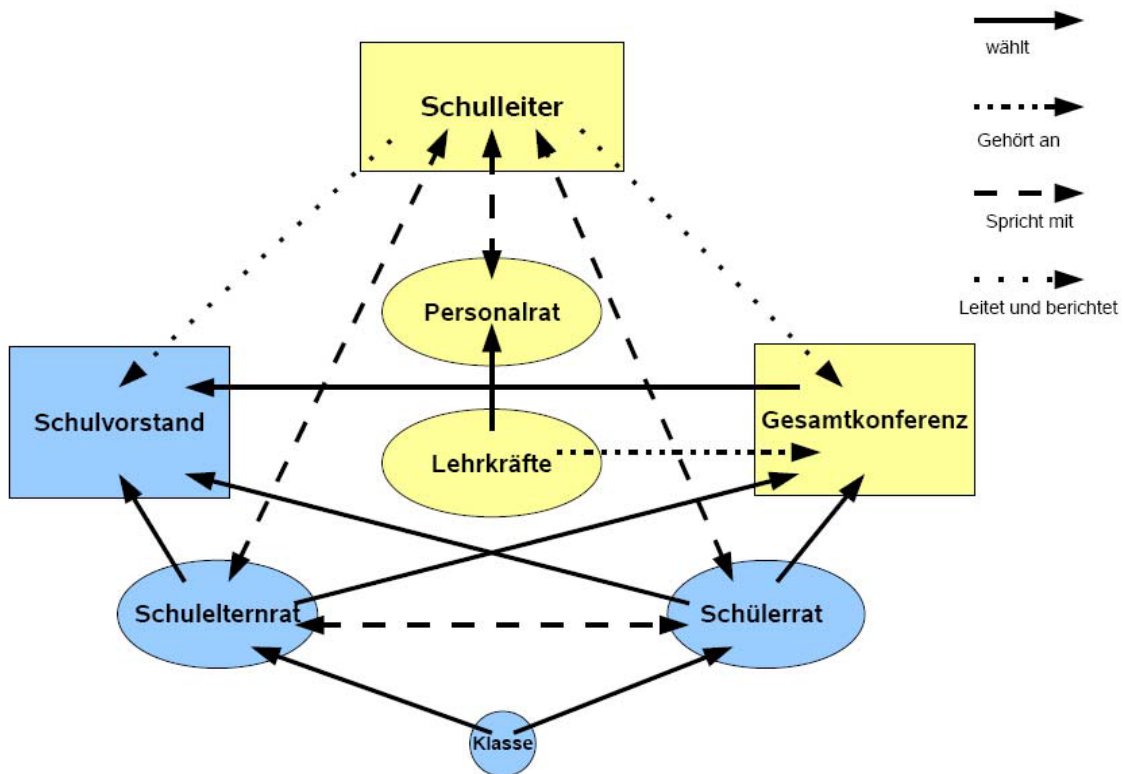 wählt
Schulleiter
Gehört an
Spricht mit
Personalrat
Leitet und berichtet
Schulvorstand
Gesamtkonferenz
Lehrkräfte
Schulelternrat
Schülerrat
Klasse